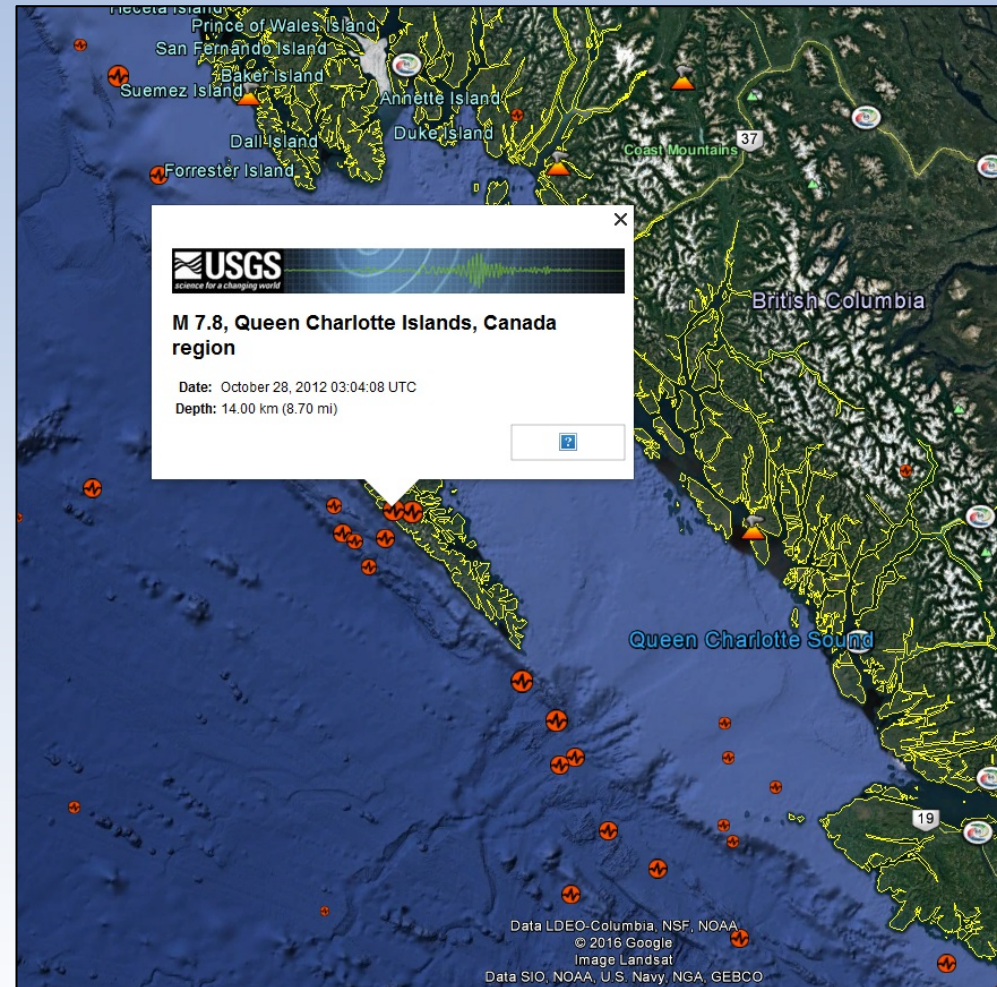 Heceta Island
Prince of Wales Island
San Fernando Island
Baker Island
Suemez Island
Annette Island
Dall Island
Duke Island
Forrester Island
Coast Mountains
37
USGS
science for a changing world
M 7.8, Queen Charlotte Islands, Canada
region
Date: October 28, 2012 03:04:08 UTC
Depth: 14.00 km (8.70 mi)
?
British Columbia
Queen Charlotte Sound
19
Data LDEO-Columbia, NSF, NOAA
© 2016 Google
Image Landsat
Data SIO, NOAA, U.S. Navy, NGA, GEBCO